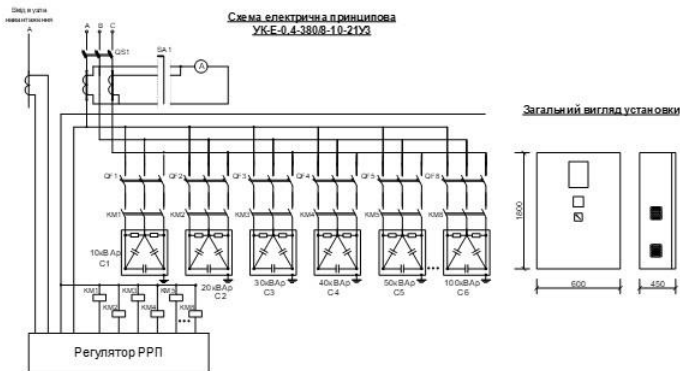 Ввід в узла
навантаження
A
A B C
Схема електрична принципова
УК-Е-0,4-380/8-10-21УЗ
QS1
SA1
A
Загальний вигляд установки
QF1
QF2
QF3
QF4
QF5
QF6
KM1
KM2
KM3
KM4
KM5
KM6
10кВАр
C1
20кВАр
C2
30кВАр
C3
40кВАр
C4
50кВАр
C5
100кВАр
C6
1800
600
450
KM1
KM3
KM5
KM2
KM4
KM6
Регулятор РРП